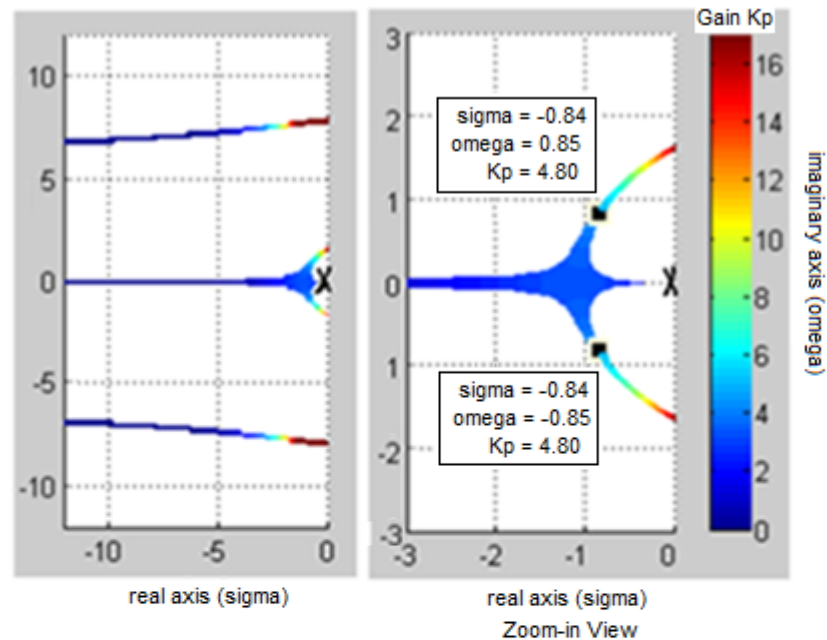 Gain Kp
10
5
0
-5
-10
-10
-5
0
real axis (sigma)
3
2
1
0
1
-2
-3
-3
-2
-1
0
real axis (sigma)
Zoom-in View
sigma = -0.84
omega = 0.85
Kp = 4.80
X
X
sigma = -0.84
omega = -0.85
Kp = 4.80
16
14
12
10
8
6
4
2
0
imaginary axis (omega)